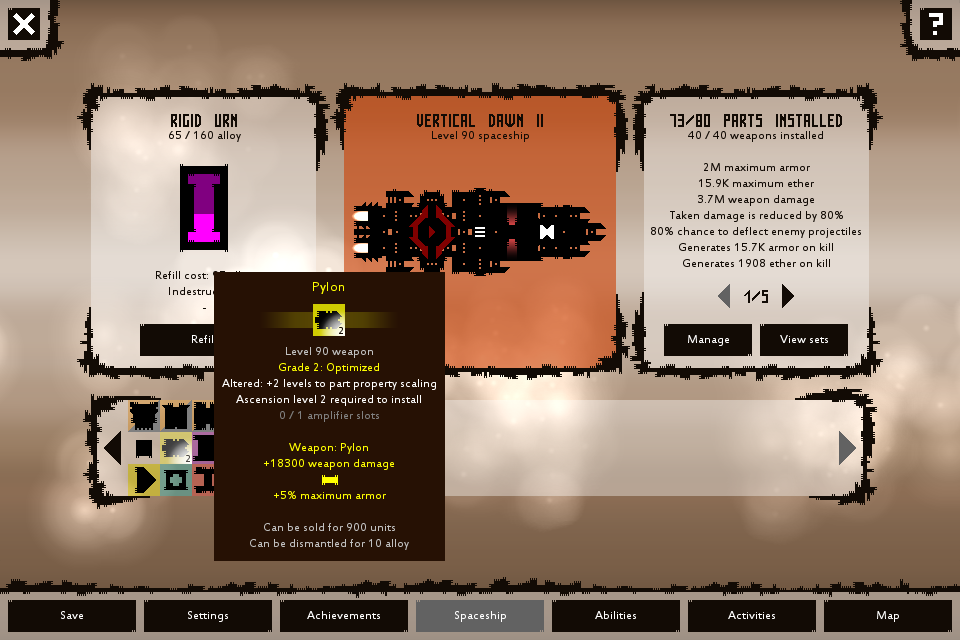 ?
RIGID URN
65 / 160 alloy
Refill cost:
Refil
VERTICAL DAWN II
Level 90 spaceship
73/80 PARTS INSTALLED
40 / 40 weapons installed
2M maximum armor
15.9K maximum ether
3.7M weapon damage
Taken damage is reduced by 80%
80% chance to deflect enemy projectiles
Generates 15.7K armor on kill
Generates 1908 ether on kill
1/5
Manage
View sets
Pylon
2
Level 90 weapon
Grade 2: Optimized
Altered: +2 levels to part property scaling
Ascension level 2 required to install
0 / 1 amplifier slots
Weapon: Pylon
+18300 weapon damage
+5% maximum armor
Can be sold for 900 units
Can be dismantled for 10 alloy
2
Save
Settings
Achievements
Spaceship
Abilities
Activities
Map